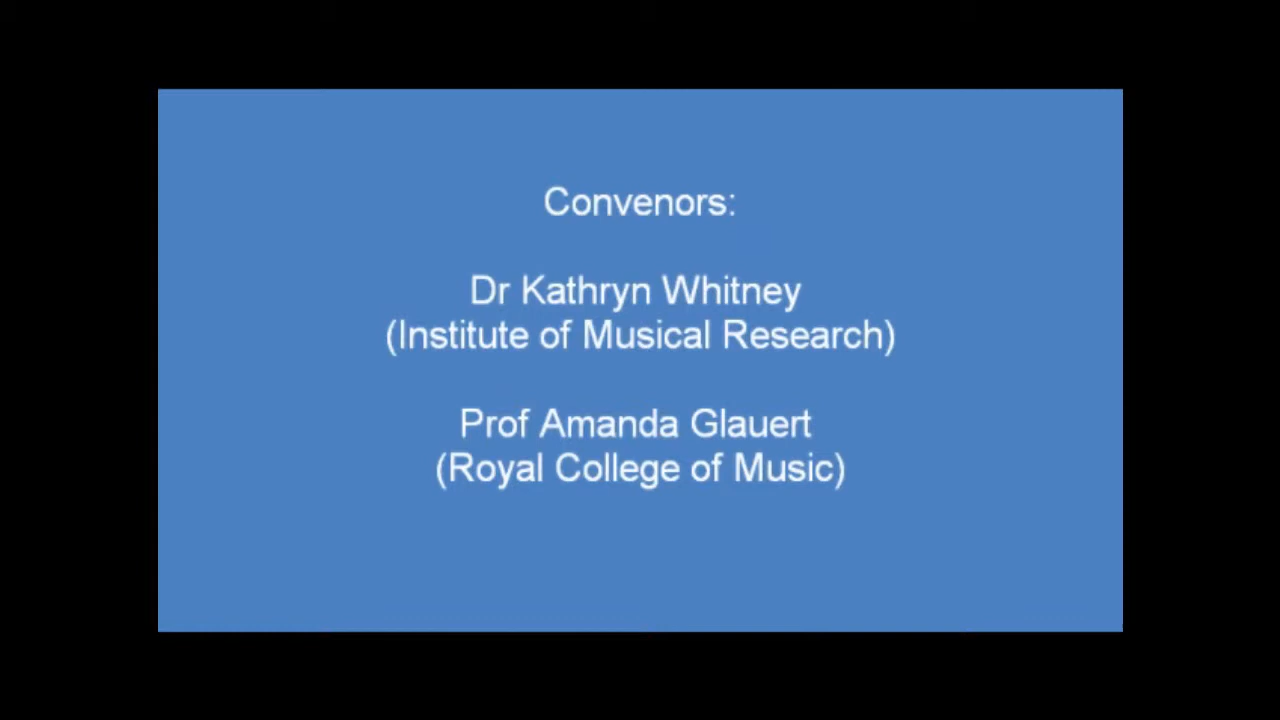 Convenors:
Dr Kathryn Whitney
(Institute of Musical Research)
Prof Amanda Glauert
(Royal College of Music)